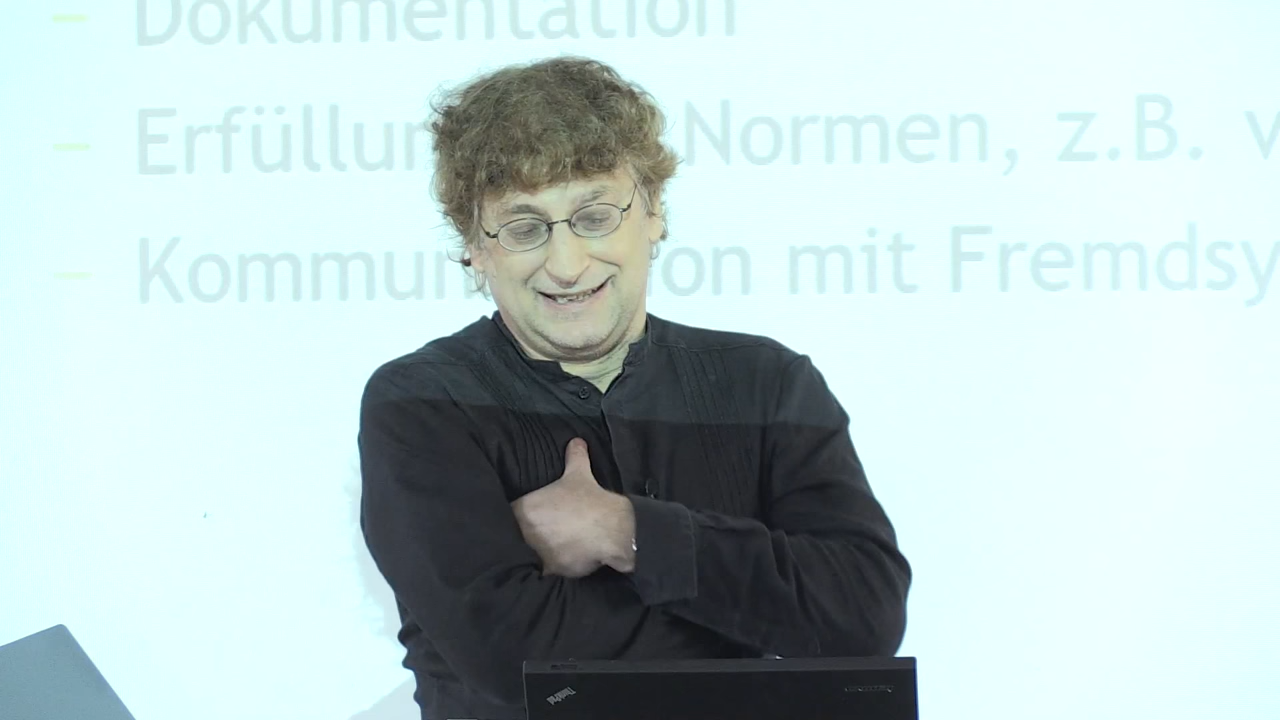 – Dokumentation
– Erfüllun Normen, z.B. v
– Kommun on mit Fremdsy
ThinkPad